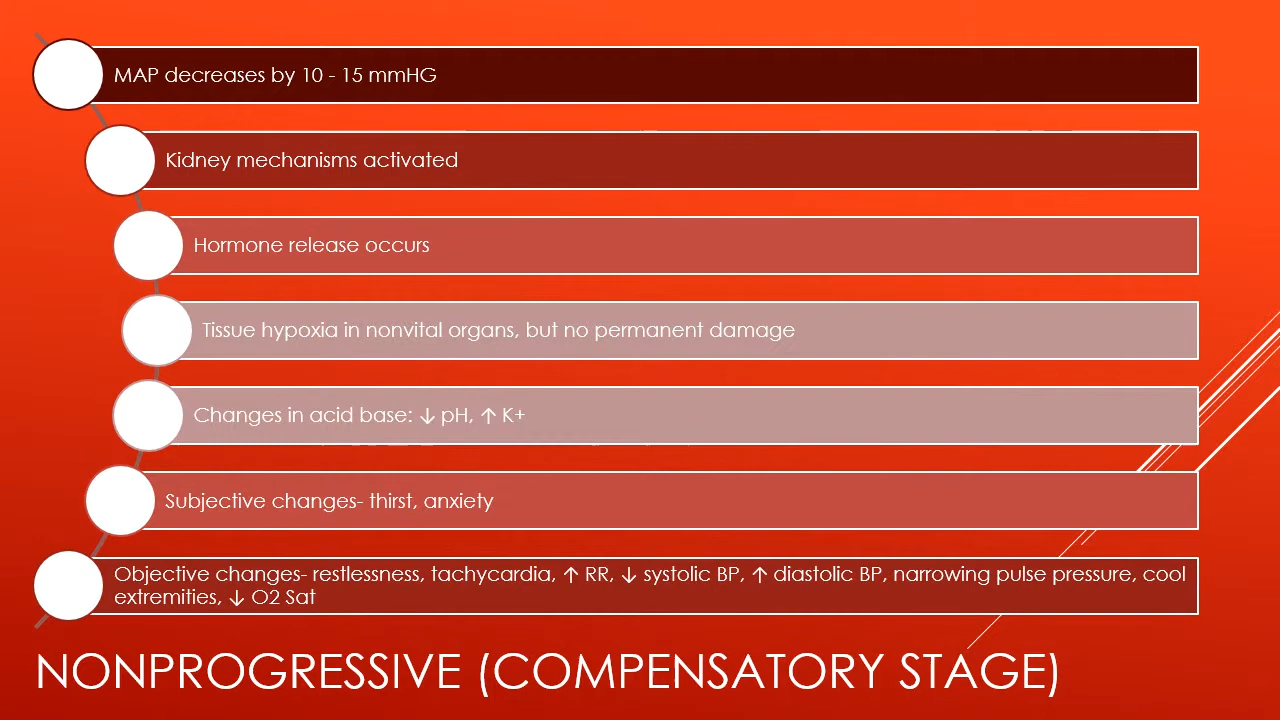 MAP decreases by 10 - 15 mmHG
Kidney mechanisms activated
Hormone release occurs
Tissue hypoxia in nonvital organs, but no permanent damage
Changes in acid base: ↓ pH, ↑ K+
Subjective changes- thirst, anxiety
Objective changes- restlessness, tachycardia, ↑ RR, ↓ systolic BP, ↑ diastolic BP, narrowing pulse pressure, cool
extremities, ↓ O2 Sat
NONPROGRESSIVE (COMPENSATORY STAGE)